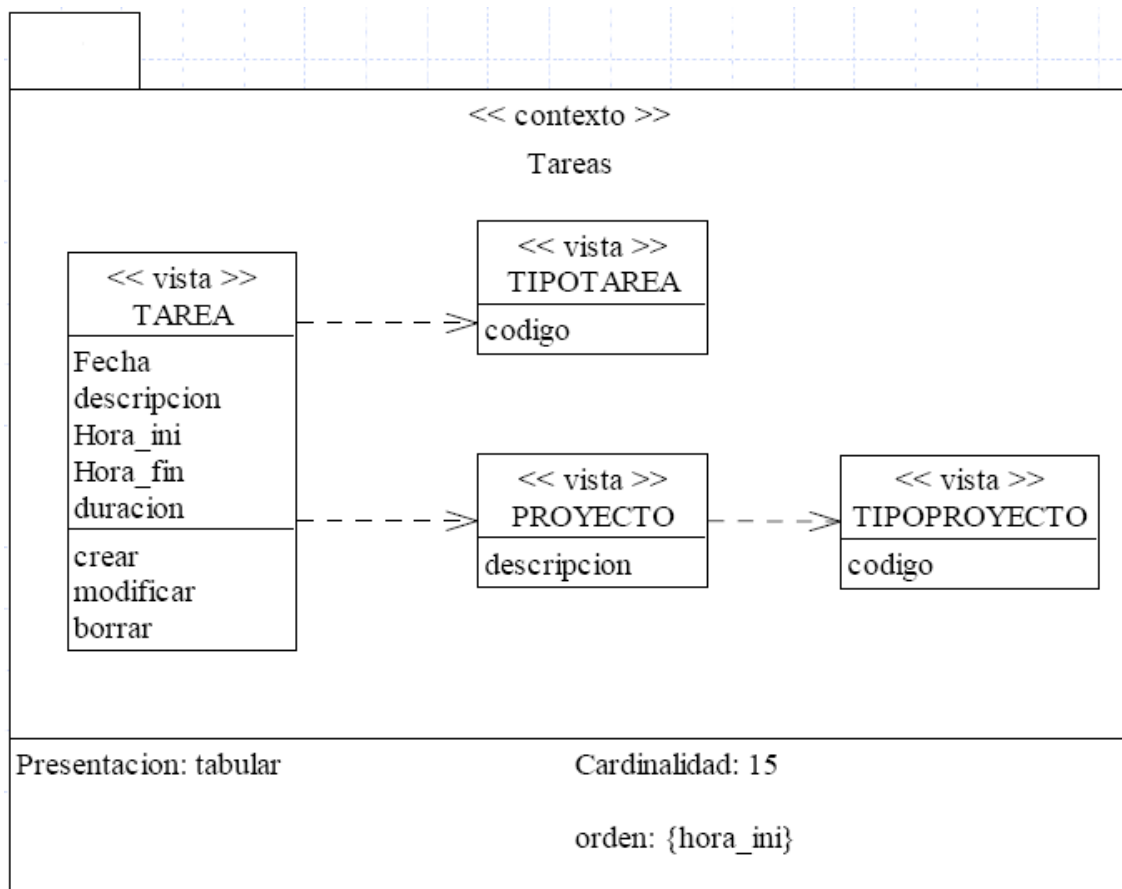 << contexto >>
Tareas
<< vista >>
TAREA
Fecha
descripcion
Hora_ini
Hora_fin
duracion
crear
modificar
borrar
<< vista >>
TIPOTAREA
codigo
<< vista >>
PROYECTO
descripcion
<< vista >>
TIPOPROYECTO
codigo
Presentacion: tabular
Cardinalidad: 15
orden: {hora_ini}